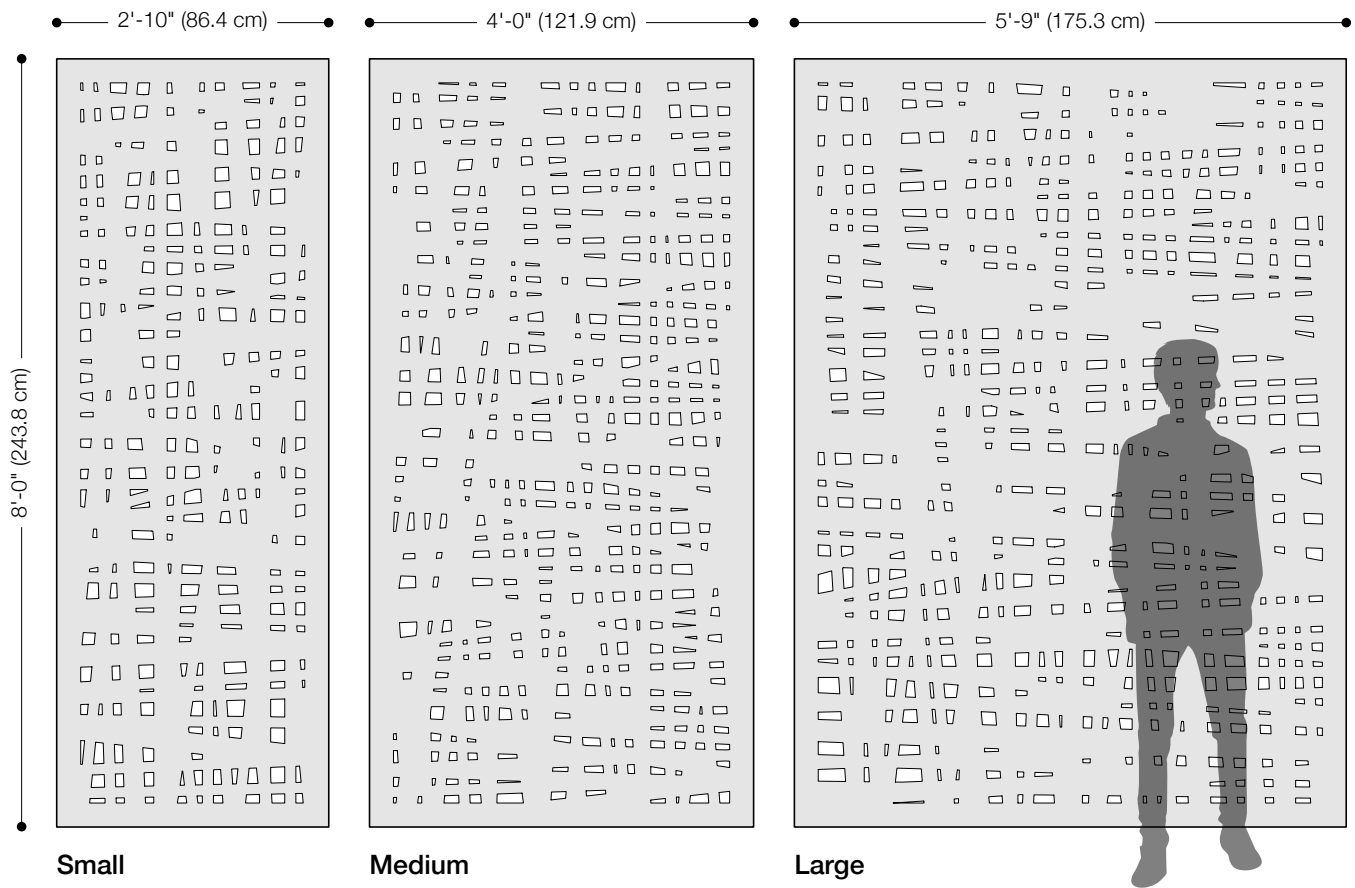 2'-10" (86.4 cm)
4'-0" (121.9 cm)
5'-9" (175.3 cm)
8'-0" (243.8 cm)
Small
Medium
Large